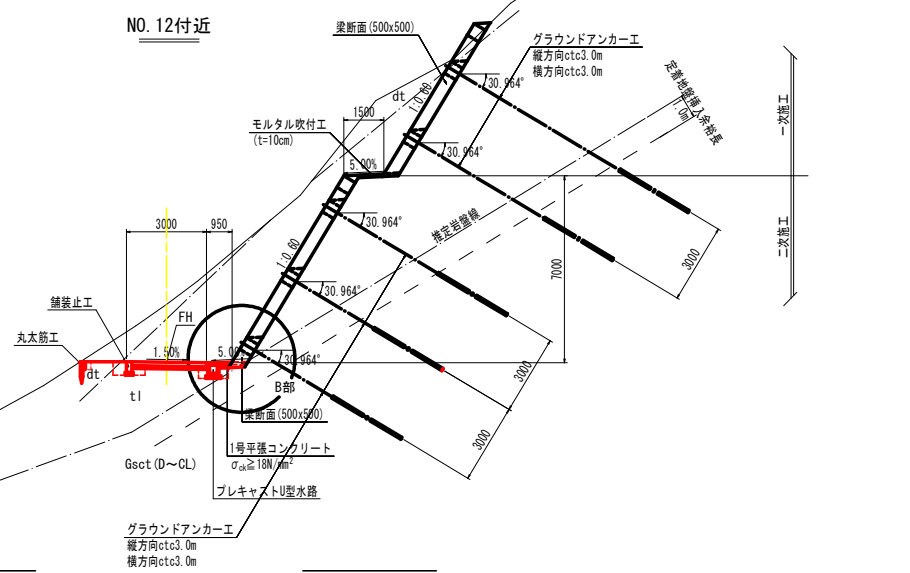 NO.12付近
梁断面(500x500)
グラウンドアンカー工
縦方向ctc3.0m
横方向ctc3.0m
定着地盤挿入余裕長
1.0m
一次施工
dt
1:0.60
30.964°
1500
モルタル吹付工
(t=10cm)
5.00%
30.964°
30.964°
推定岩盤線
二次施工
3000
950
1:0.60
3000
7000
30.964°
舗装止工
FH
丸太筋工
1.50%
5.00%
30.964°
dt
tl
B部
3000
梁断面(500x500)
3000
1号平張コンクリート
σck≧18N/mm2
Gsct(D～CL)
プレキャストU型水路
グラウンドアンカー工
縦方向ctc3.0m
横方向ctc3.0m